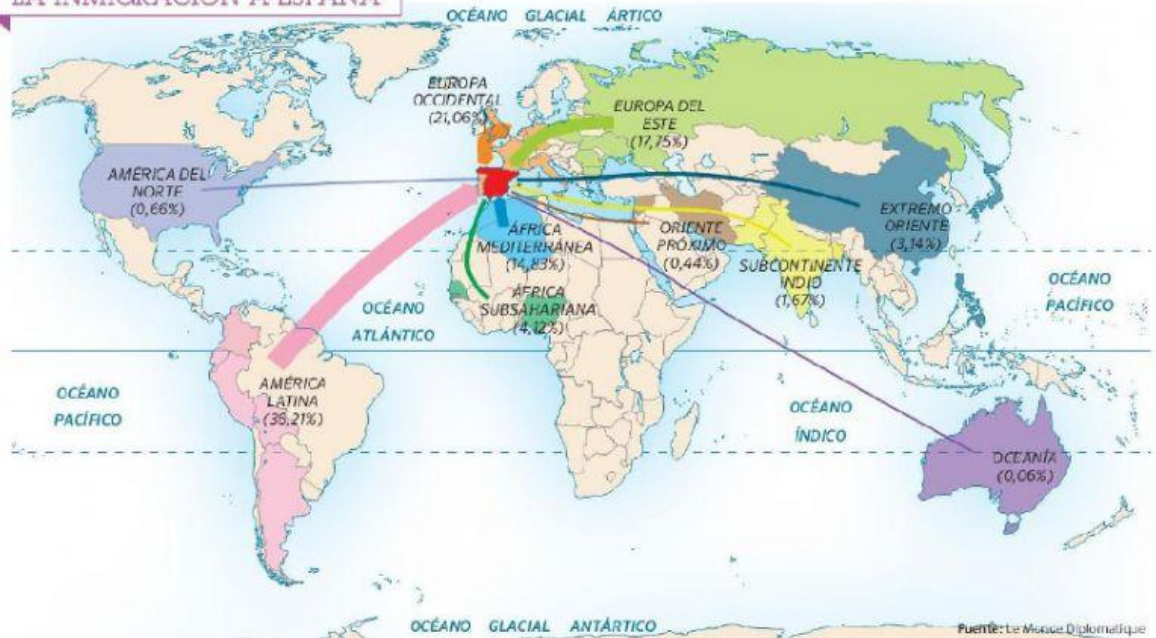 LA INMIGRACIÓN A ESPAÑA
OCÉANO GLACIAL ÁRTICO
EUROPA
OCCIDENTAL
(21,06%)
EUROPA DEL
ESTE
(17,75%)
AMÉRICA DEL
NORTE
(0,66%)
EXTREMO
ORIENTE
(3,14%)
ÁFRICA
MEDITERRÁNEA
(14,83%)
ORIENTE
PRÓXIMO
(0,44%)
SUBCONTINENTE
INDIO
(1,67%)
ÁFRICA
SUBSAHARIANA
(4,12%)
OCÉANO
ATLÁNTICO
OCÉANO
PACÍFICO
AMÉRICA
LATINA
(36,21%)
OCÉANO
PACÍFICO
OCÉANO
ÍNDICO
OCEANÍA
(0,06%)
OCÉANO GLACIAL ANTÁRTICO
Fuente: Le Monde Diplomatique